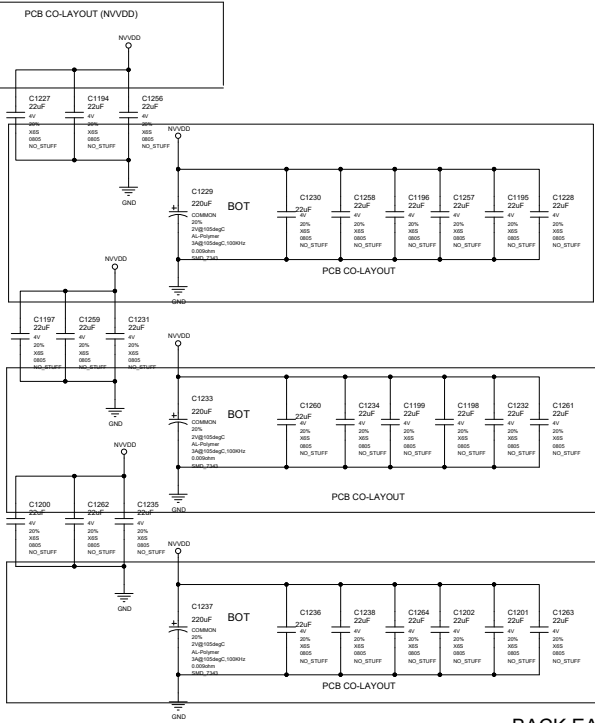 PCB CO-LAYOUT (NVVDD)
NVVDD
C1227
22uF
4V
20%
X6S
0805
NO_STUFF
C1194
22uF
4V
20%
X6S
0805
NO_STUFF
C1256
22uF
4V
20%
X6S
0805
NO_STUFF
GND
NVVDD
C1229
220uF
COMMON
20%
2V@105degC
AL-Polymer
3A@105degC,100KHz
0.009ohm
SMD_7343
BOT
GND
C1230
22uF
4V
20%
X6S
0805
NO_STUFF
C1258
22uF
4V
20%
X6S
0805
NO_STUFF
C1196
22uF
4V
20%
X6S
0805
NO_STUFF
C1257
22uF
4V
20%
X6S
0805
NO_STUFF
C1195
22uF
4V
20%
X6S
0805
NO_STUFF
C1228
22uF
4V
20%
X6S
0805
NO_STUFF
PCB CO-LAYOUT
NVVDD
C1197
22uF
4V
20%
X6S
0805
NO_STUFF
C1259
22uF
4V
20%
X6S
0805
NO_STUFF
C1231
22uF
4V
20%
X6S
0805
NO_STUFF
GND
NVVDD
C1233
220uF
COMMON
20%
2V@105degC
AL-Polymer
3A@105degC,100KHz
0.009ohm
SMD_7343
BOT
GND
C1260
22uF
4V
20%
X6S
0805
NO_STUFF
C1234
22uF
4V
20%
X6S
0805
NO_STUFF
C1199
22uF
4V
20%
X6S
0805
NO_STUFF
C1198
22uF
4V
20%
X6S
0805
NO_STUFF
C1232
22uF
4V
20%
X6S
0805
NO_STUFF
C1261
22uF
4V
20%
X6S
0805
NO_STUFF
PCB CO-LAYOUT
NVVDD
C1200
22uF
4V
20%
X6S
0805
NO_STUFF
C1262
22uF
4V
20%
X6S
0805
NO_STUFF
C1235
22uF
4V
20%
X6S
0805
NO_STUFF
GND
NVVDD
C1237
220uF
COMMON
20%
2V@105degC
AL-Polymer
3A@105degC,100KHz
0.009ohm
SMD_7343
BOT
GND
C1236
22uF
4V
20%
X6S
0805
NO_STUFF
C1238
22uF
4V
20%
X6S
0805
NO_STUFF
C1264
22uF
4V
20%
X6S
0805
NO_STUFF
C1202
22uF
4V
20%
X6S
0805
NO_STUFF
C1201
22uF
4V
20%
X6S
0805
NO_STUFF
C1263
22uF
4V
20%
X6S
0805
NO_STUFF
PCB CO-LAYOUT